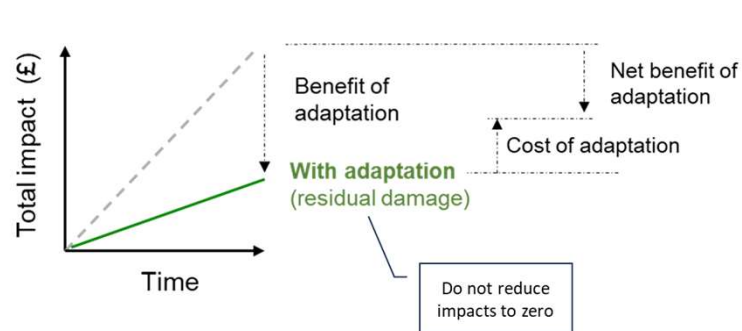 Total impact (£)
Time
Benefit of
adaptation
With adaptation
(residual damage)
Net benefit of
adaptation
Cost of adaptation
Do not reduce
impacts to zero